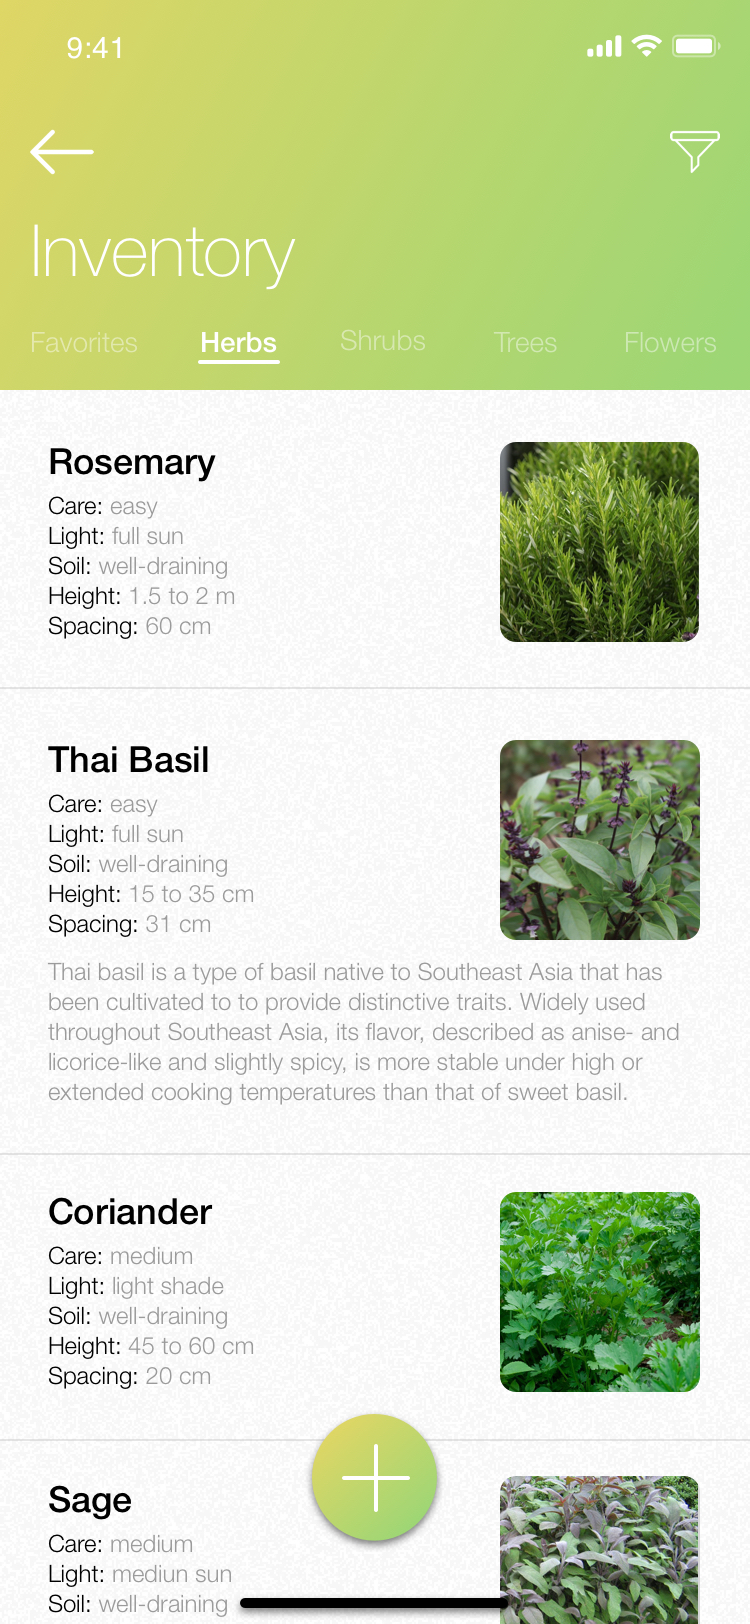 9:41
Inventory
Favorites Herbs Shrubs Trees Flowers
Rosemary
Care: easy
Light: full sun
Soil: well-draining
Height: 1.5 to 2 m
Spacing: 60 cm
Thai Basil
Care: easy
Light: full sun
Soil: well-draining
Height: 15 to 35 cm
Spacing: 31 cm
Thai basil is a type of basil native to Southeast Asia that has
been cultivated to to provide distinctive traits. Widely used
throughout Southeast Asia, its flavor, described as anise- and
licorice-like and slightly spicy, is more stable under high or
extended cooking temperatures than that of sweet basil.
Coriander
Care: medium
Light: light shade
Soil: well-draining
Height: 45 to 60 cm
Spacing: 20 cm
Sage
Care: medium
Light: mediun sun
Soil: well-draining